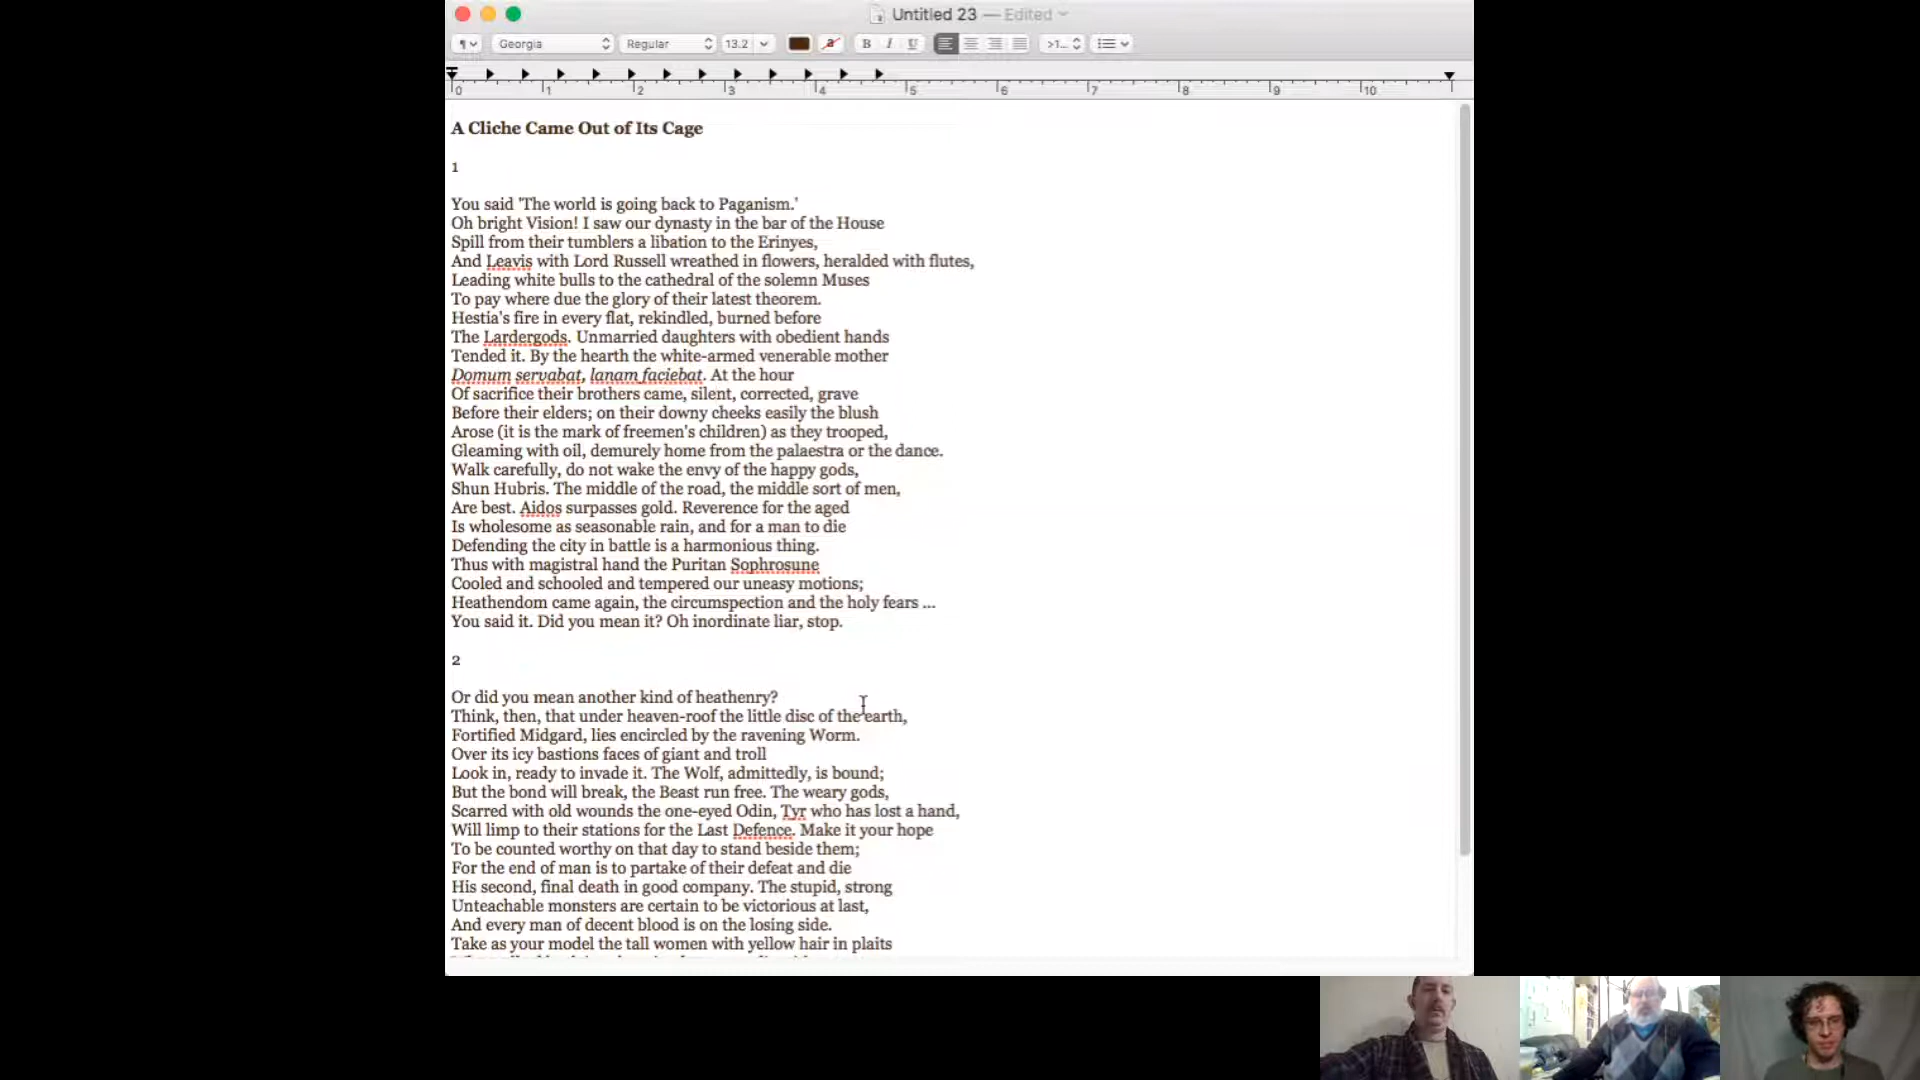 Untitled 23 — Edited
¶ Georgia Regular 13.2 a B I U >1...
0 1 2 3 4 5 6 7 8 9 10
A Cliche Came Out of Its Cage
1
You said 'The world is going back to Paganism.'
Oh bright Vision! I saw our dynasty in the bar of the House
Spill from their tumblers a libation to the Erinyes,
And Leavis with Lord Russell wreathed in flowers, heralded with flutes,
Leading white bulls to the cathedral of the solemn Muses
To pay where due the glory of their latest theorem.
Hestia's fire in every flat, rekindled, burned before
The Lardergods. Unmarried daughters with obedient hands
Tended it. By the hearth the white-armed venerable mother
Domum servabat, lanam faciebat. At the hour
Of sacrifice their brothers came, silent, corrected, grave
Before their elders; on their downy cheeks easily the blush
Arose (it is the mark of freemen's children) as they trooped,
Gleaming with oil, demurely home from the palaestra or the dance.
Walk carefully, do not wake the envy of the happy gods,
Shun Hubris. The middle of the road, the middle sort of men,
Are best. Aidos surpasses gold. Reverence for the aged
Is wholesome as seasonable rain, and for a man to die
Defending the city in battle is a harmonious thing.
Thus with magistral hand the Puritan Sophrosune
Cooled and schooled and tempered our uneasy motions;
Heathendom came again, the circumspection and the holy fears ...
You said it. Did you mean it? Oh inordinate liar, stop.
2
Or did you mean another kind of heathenry?
Think, then, that under heaven-roof the little disc of the earth,
Fortified Midgard, lies encircled by the ravening Worm.
Over its icy bastions faces of giant and troll
Look in, ready to invade it. The Wolf, admittedly, is bound;
But the bond will break, the Beast run free. The weary gods,
Scarred with old wounds the one-eyed Odin, Tyr who has lost a hand,
Will limp to their stations for the Last Defence. Make it your hope
To be counted worthy on that day to stand beside them;
For the end of man is to partake of their defeat and die
His second, final death in good company. The stupid, strong
Unteachable monsters are certain to be victorious at last,
And every man of decent blood is on the losing side.
Take as your model the tall women with yellow hair in plaits